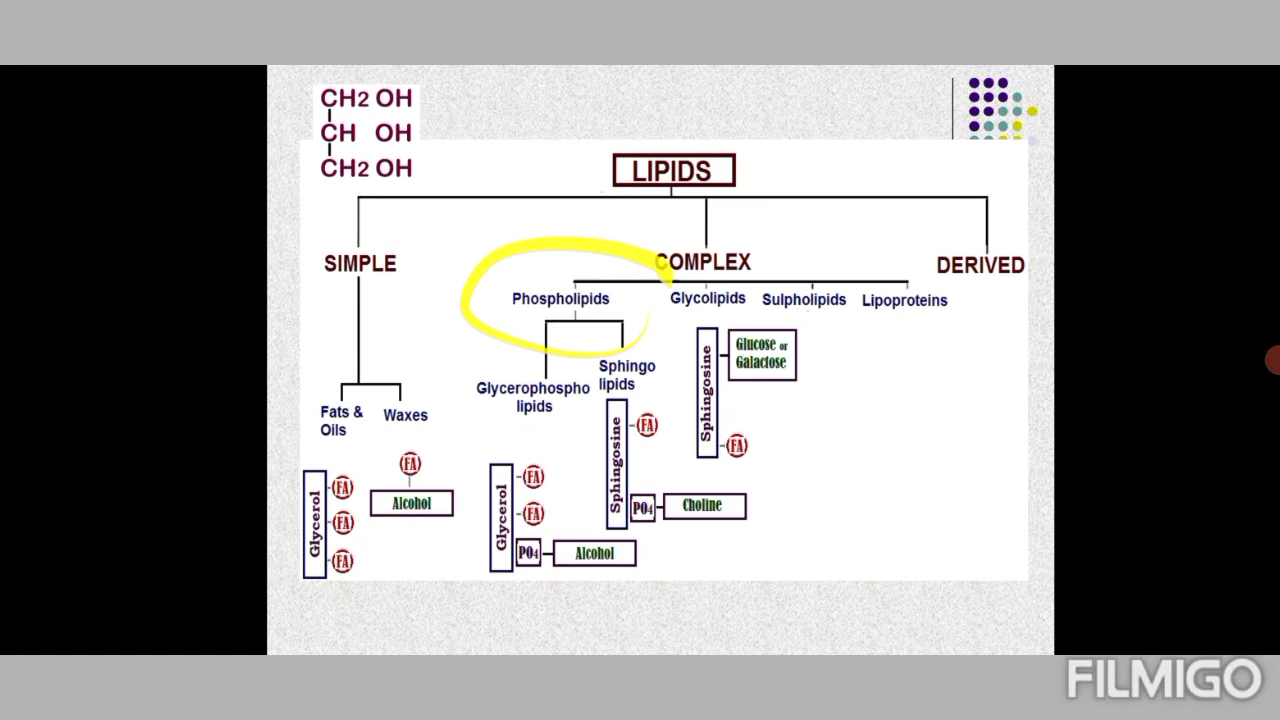 CH2 OH
CH OH
CH2 OH
LIPIDS
SIMPLE
COMPLEX
DERIVED
Phospholipids
Glycolipids
Sulpholipids
Lipoproteins
Glucose or
Galactose
Sphingosine
FA
Sphingo
lipids
Glycerophospho
lipids
Fats &
Oils
Waxes
Sphingosine
FA
PO4
Choline
FA
Alcohol
Glycerol
FA
FA
FA
Glycerol
FA
FA
PO4
Alcohol
FILMIGO